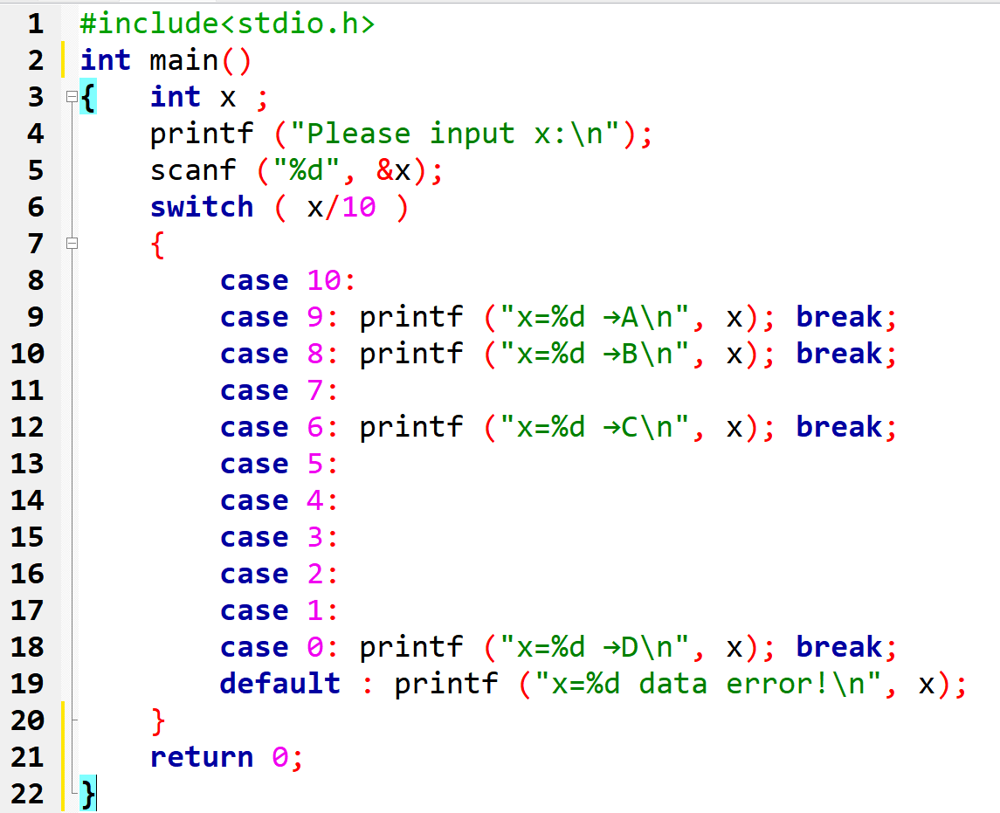 1 #include<stdio.h>
2 int main()
3 {   int x ;
4     printf ("Please input x:\n");
5     scanf ("%d", &x);
6     switch ( x/10 )
7     {
8         case 10:
9         case 9: printf ("x=%d →A\n", x); break;
10         case 8: printf ("x=%d →B\n", x); break;
11         case 7:
12         case 6: printf ("x=%d →C\n", x); break;
13         case 5:
14         case 4:
15         case 3:
16         case 2:
17         case 1:
18         case 0: printf ("x=%d →D\n", x); break;
19         default : printf ("x=%d data error!\n", x);
20     }
21     return 0;
22 }